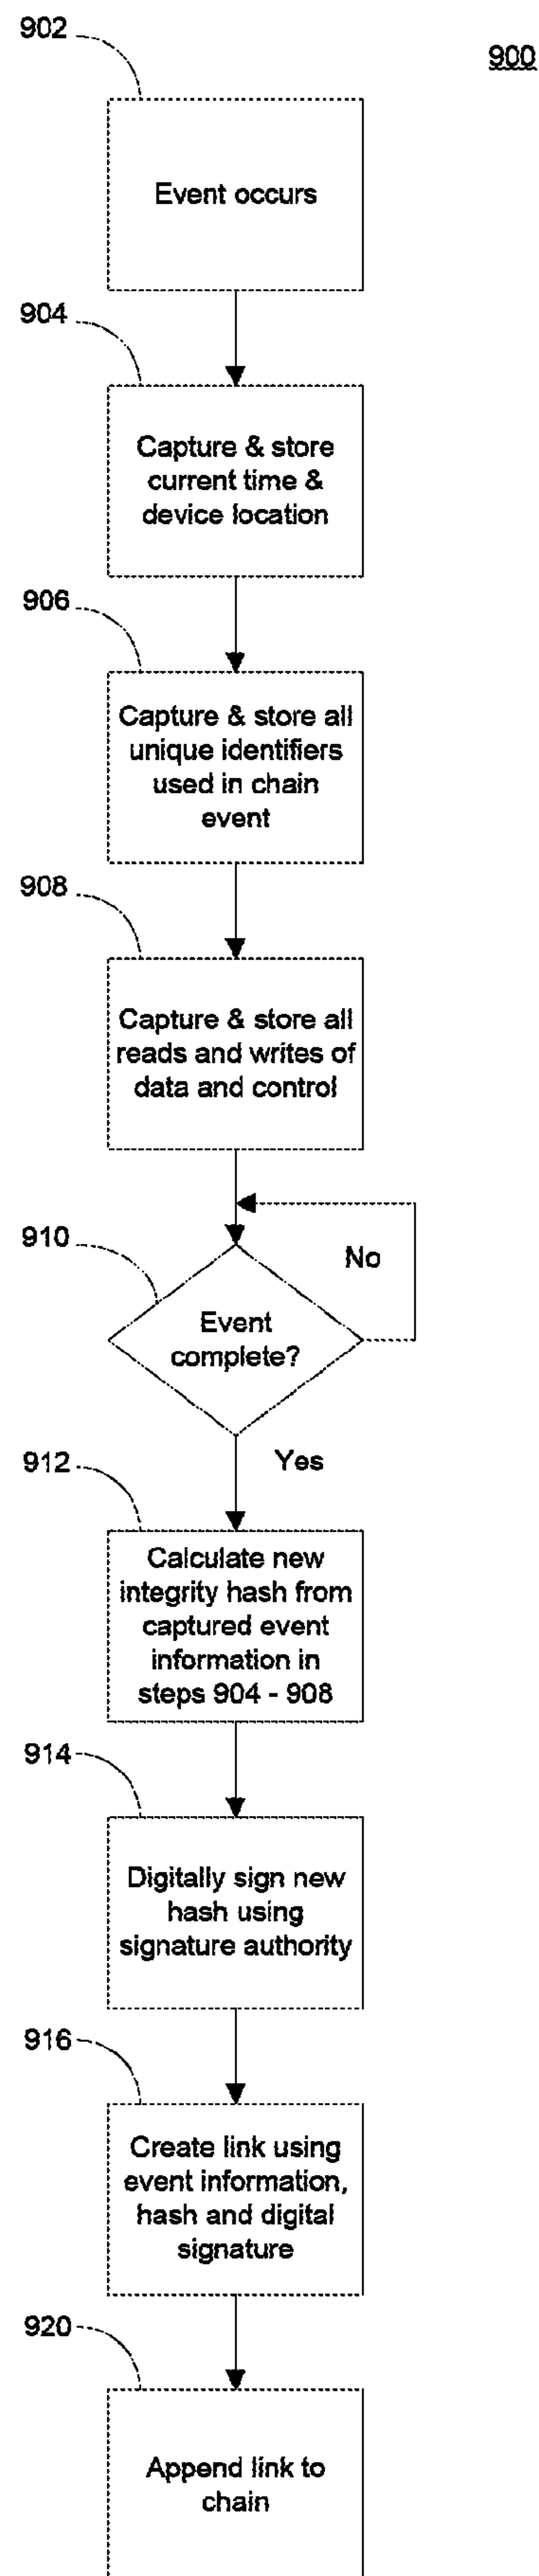 902
900
Event occurs
904
Capture & store
current time &
device location
906
Capture & store all
unique identifiers
used in chain
event
908
Capture & store all
reads and writes of
data and control
910
No
Event
complete?
Yes
912
Calculate new
integrity hash from
captured event
information in
steps 904 - 908
914
Digitally sign new
hash using
signature authority
916
Create link using
event information,
hash and digital
signature
920
Append link to
chain